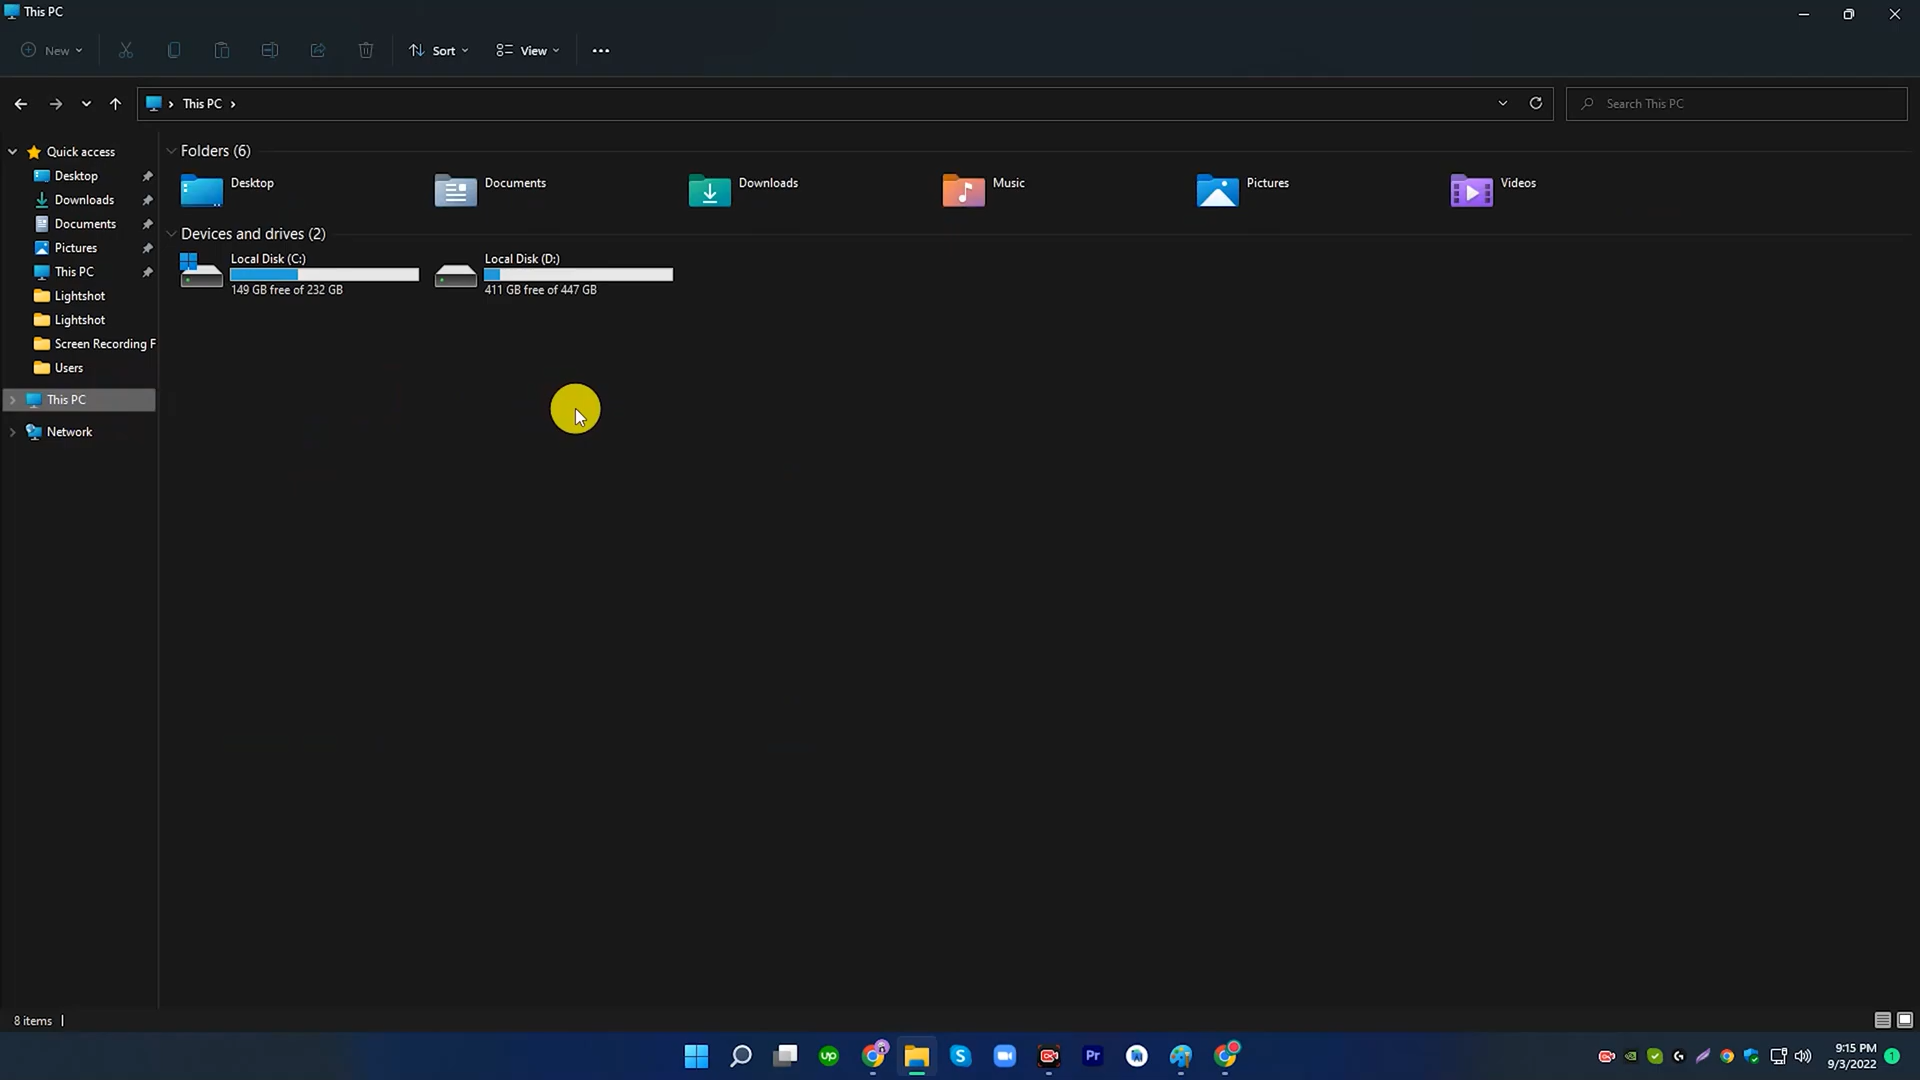 This PC
New
Sort
View
This PC
Search This PC
Quick access
Desktop
Downloads
Documents
Pictures
This PC
Lightshot
Lightshot
Screen Recording F
Users
This PC
Network
Folders (6)
Desktop
Documents
Downloads
Music
Pictures
Videos
Devices and drives (2)
Local Disk (C:)
149 GB free of 232 GB
Local Disk (D:)
411 GB free of 447 GB
8 items
up
Pr
9:15 PM
9/3/2022
1